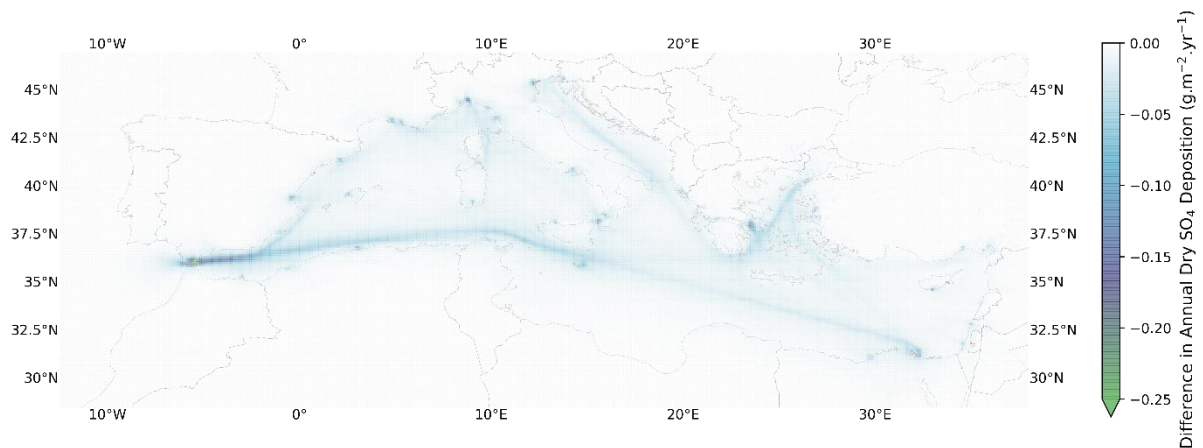 10°W 0° 10°E 20°E 30°E
45°N 45°N
42.5°N 42.5°N
40°N 40°N
37.5°N 37.5°N
35°N 35°N
32.5°N 32.5°N
30°N 30°N
10°W 0° 10°E 20°E 30°E
0.00
−0.05
−0.10
−0.15
−0.20
−0.25
Difference in Annual Dry SO₄ Deposition (g.m⁻².yr⁻¹)